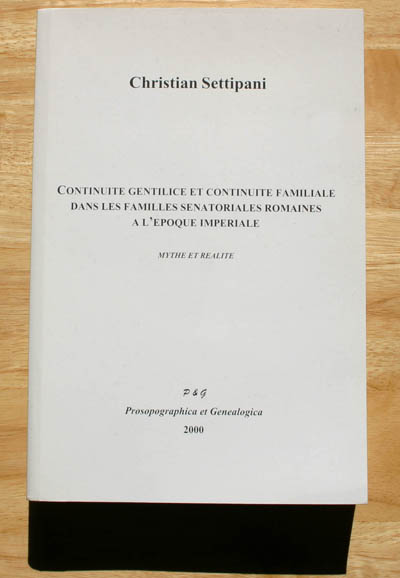 Christian Settipani
CONTINUITE GENTILICE ET CONTINUITE FAMILIALE
DANS LES FAMILLES SENATORIALES ROMAINES
A L'EPOQUE IMPERIALE
MYTHE ET REALITE
P & G
Prosopographica et Genealogica
2000